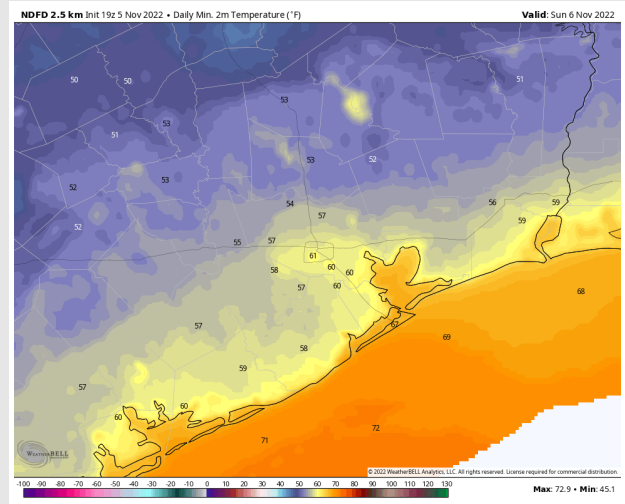 NDFD 2.5 km Init 19z 5 Nov 2022 • Daily Min. 2m Temperature (°F) Valid: Sun 6 Nov 2022
50 50 51
53
53
51
53 52
53
52
54 56 59
57 59
52
55 57
61
58 60 60
57 60
68
57 67
69
58
59
57
60 60
72
71
WEATHERBELL
© 2022 WeatherBELL Analytics, LLC. All rights reserved. License required for commercial distribution.
-100 -90 -80 -70 -60 -50 -40 -30 -20 -10 0 10 20 30 40 50 60 70 80 90 100 110 120 130 Max: 72.9 • Min: 45.1